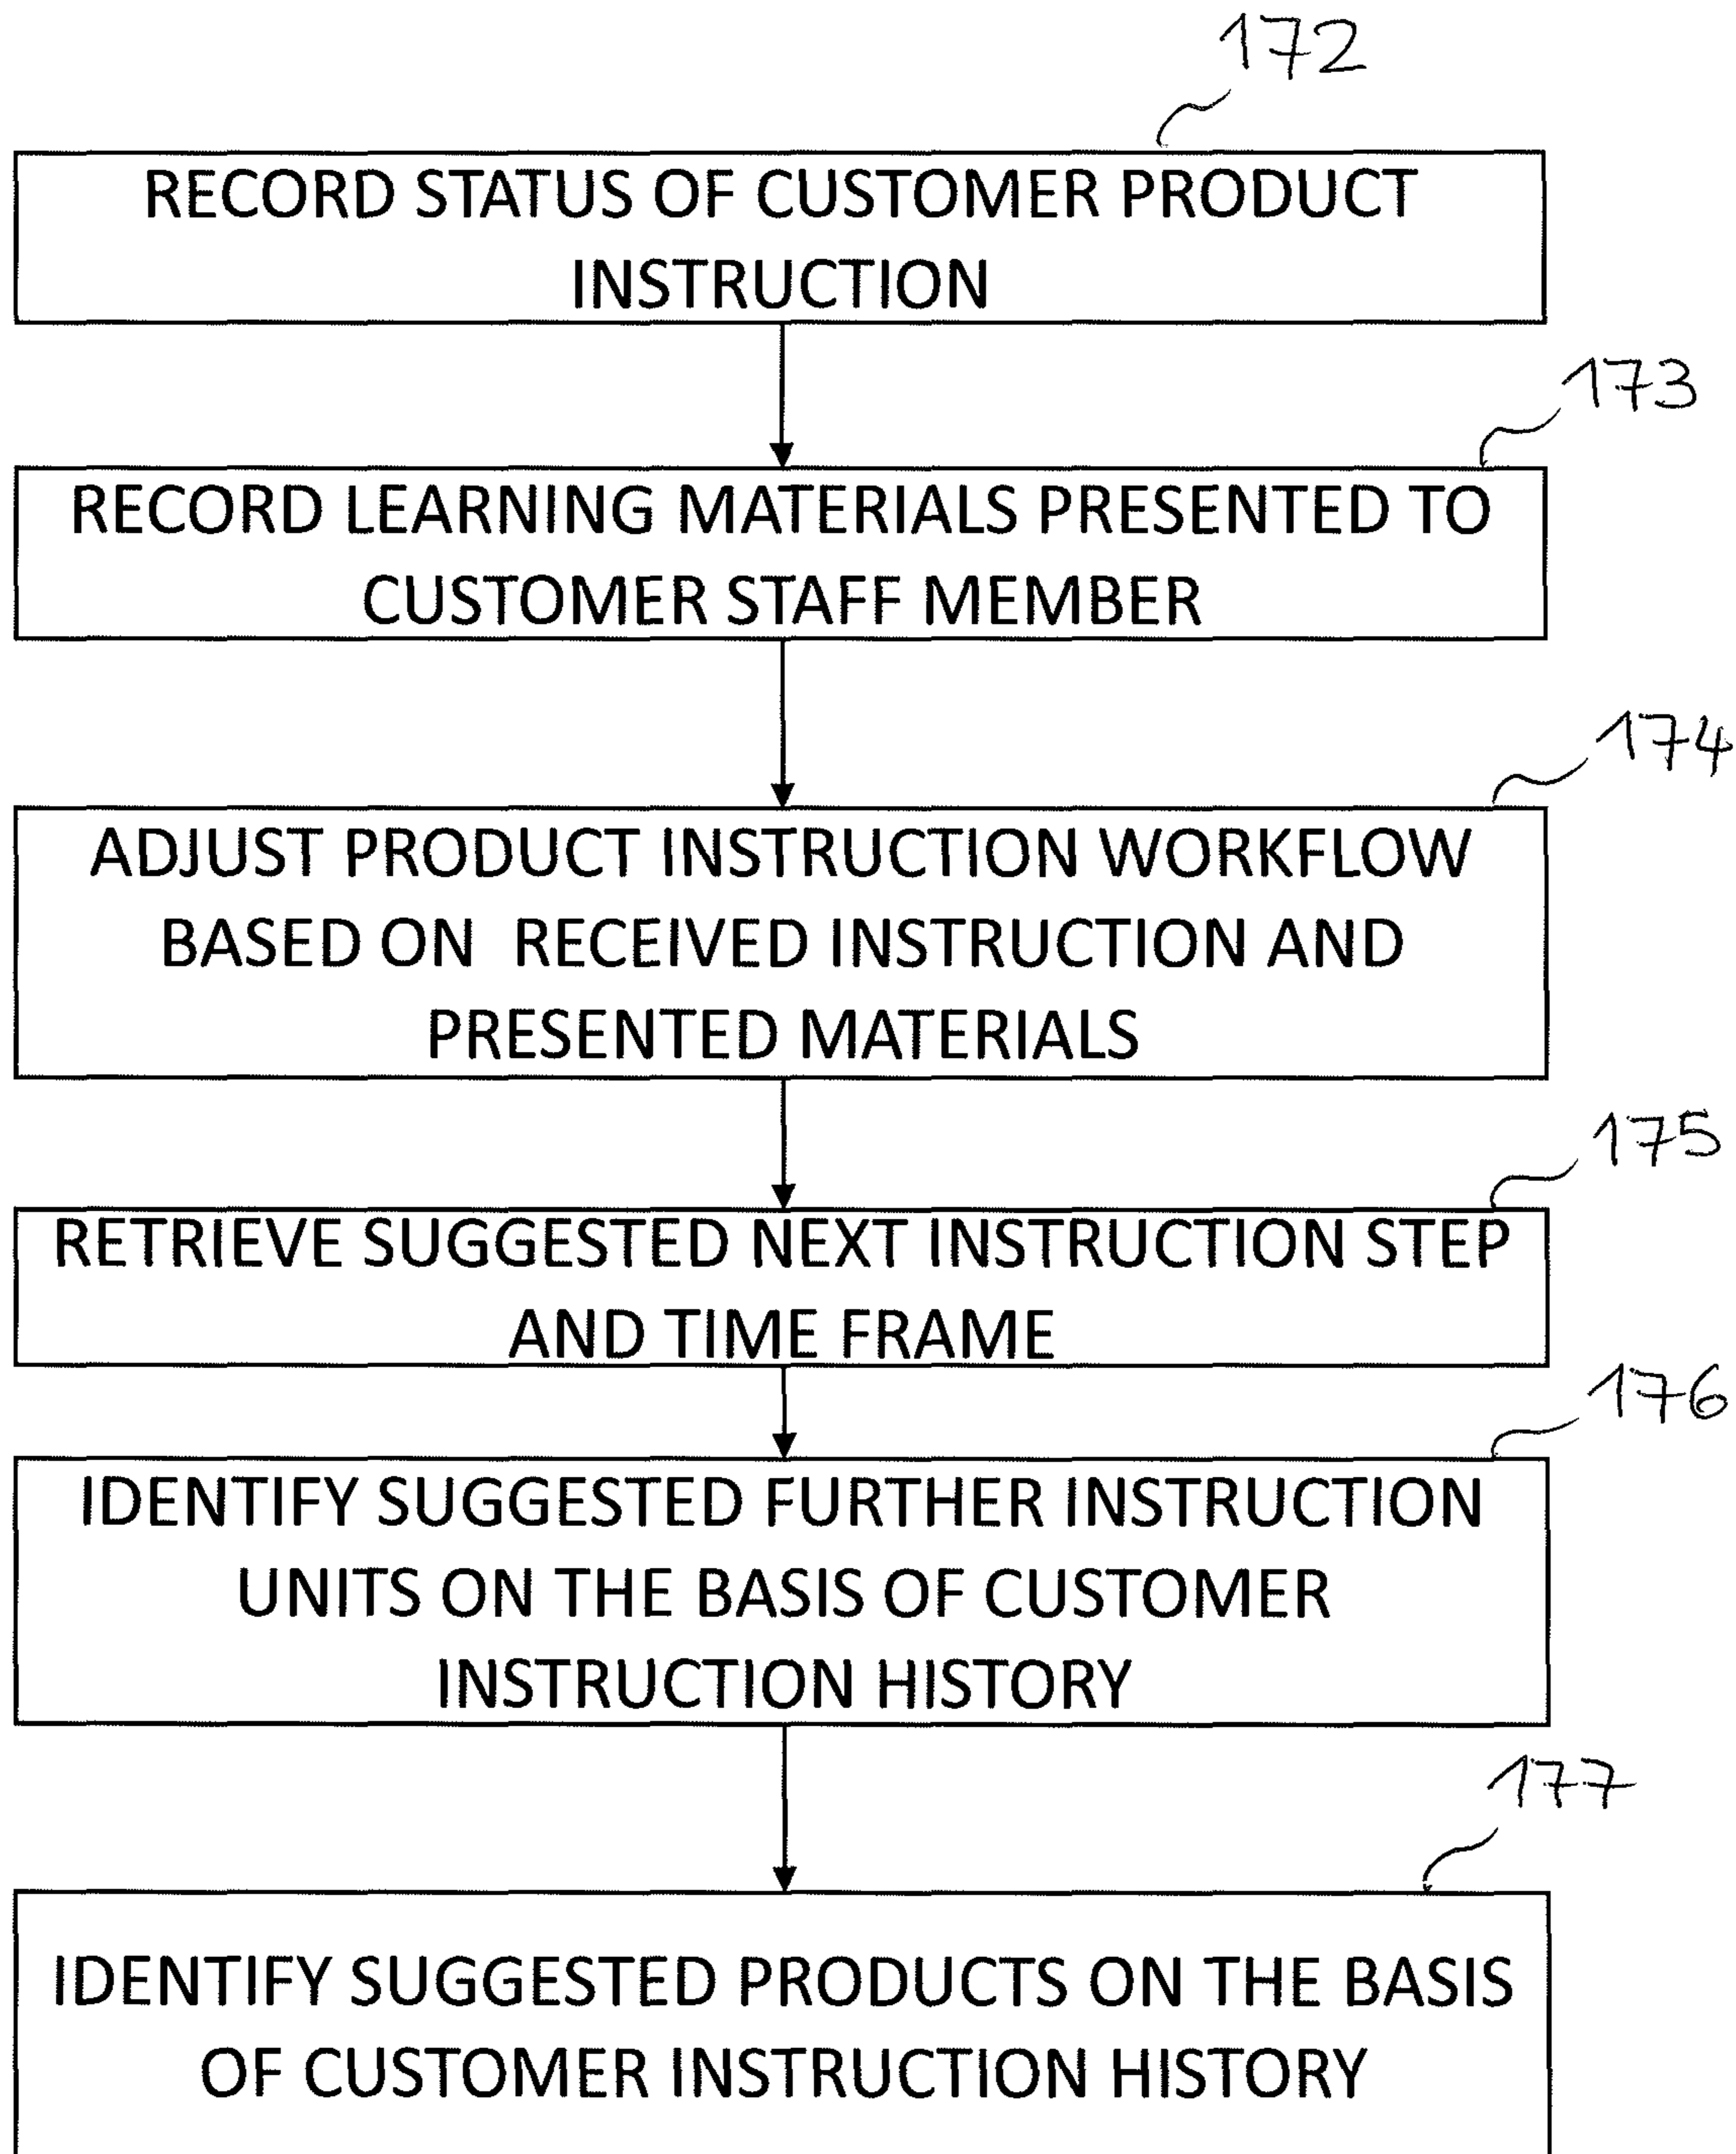 172
RECORD STATUS OF CUSTOMER PRODUCT
INSTRUCTION
173
RECORD LEARNING MATERIALS PRESENTED TO
CUSTOMER STAFF MEMBER
174
ADJUST PRODUCT INSTRUCTION WORKFLOW
BASED ON RECEIVED INSTRUCTION AND
PRESENTED MATERIALS
175
RETRIEVE SUGGESTED NEXT INSTRUCTION STEP
AND TIME FRAME
176
IDENTIFY SUGGESTED FURTHER INSTRUCTION
UNITS ON THE BASIS OF CUSTOMER
INSTRUCTION HISTORY
177
IDENTIFY SUGGESTED PRODUCTS ON THE BASIS
OF CUSTOMER INSTRUCTION HISTORY